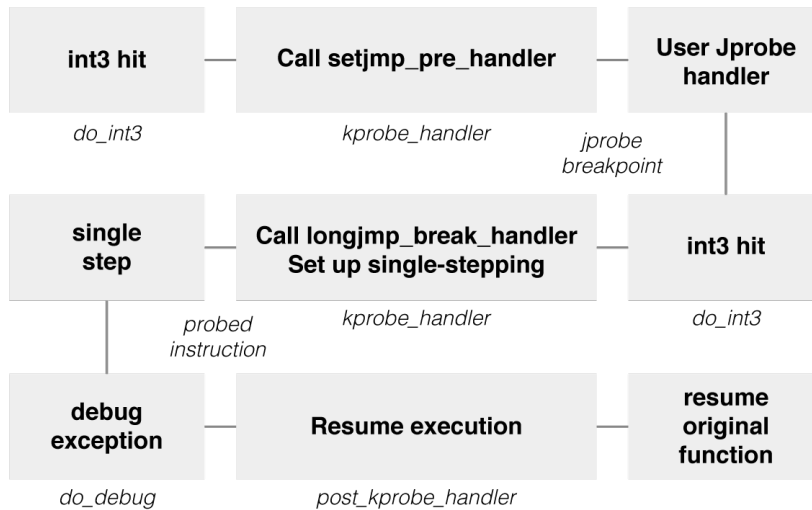 int3 hit
Call setjmp_pre_handler
User Jprobe
handler
do_int3
kprobe_handler
jprobe
breakpoint
single
step
Call longjmp_break_handler
Set up single-stepping
int3 hit
probed
instruction
kprobe_handler
do_int3
debug
exception
Resume execution
resume
original
function
do_debug
post_kprobe_handler